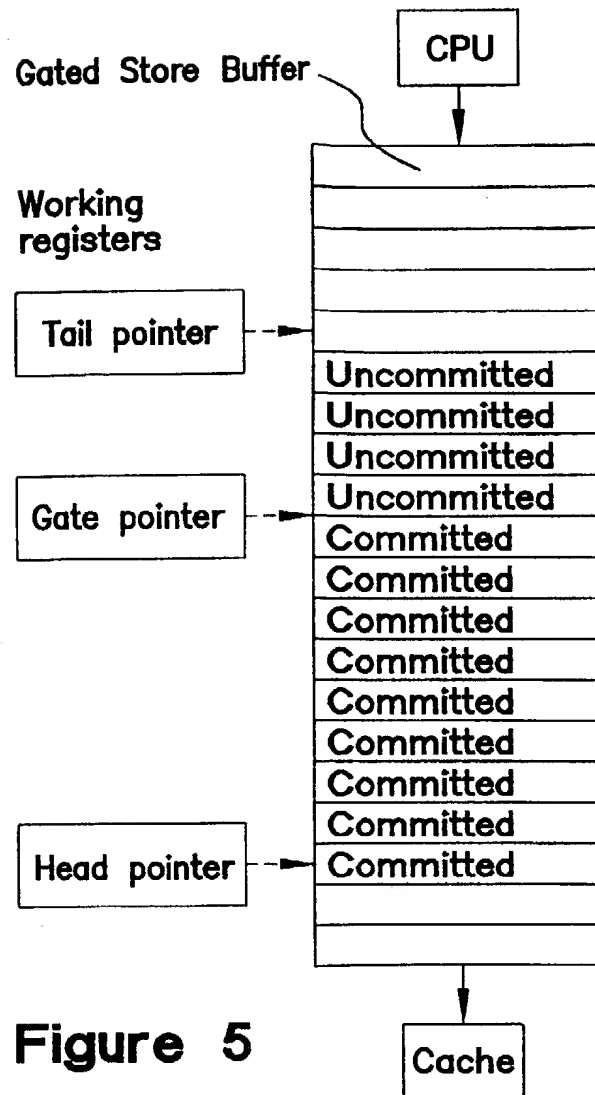 CPU
Gated Store Buffer
Working
registers
Tail pointer
Uncommitted
Uncommitted
Uncommitted
Uncommitted
Gate pointer
Committed
Committed
Committed
Committed
Committed
Committed
Committed
Committed
Head pointer
Committed
Figure 5
Cache